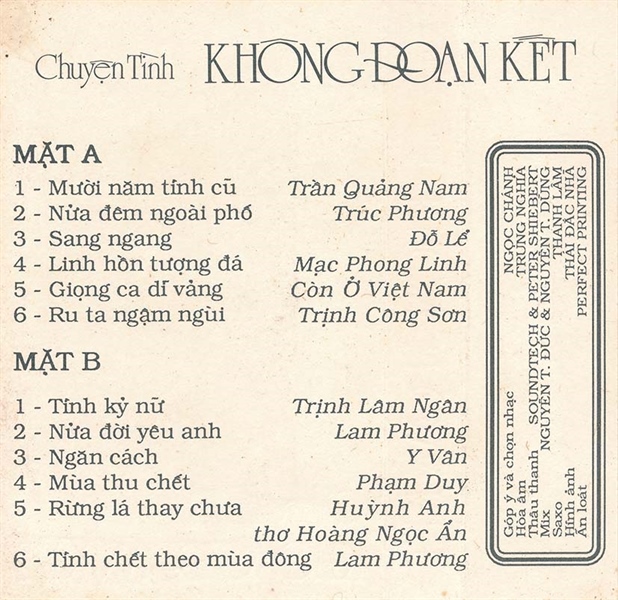 Chuyện Tình KHÔNG ĐOẠN KẾT
MẶT A
1 - Mười năm tình cũ Trần Quảng Nam
2 - Nửa đêm ngoài phố Trúc Phương
3 - Sang ngang Đỗ Lể
4 - Linh hồn tượng đá Mạc Phong Linh
5 - Giọng ca dĩ vảng Còn Ở Việt Nam
6 - Ru ta ngậm ngùi Trịnh Công Sơn
MẶT B
1 - Tình kỷ nữ Trịnh Lâm Ngân
2 - Nửa đời yêu anh Lam Phương
3 - Ngăn cách Y Vân
4 - Mùa thu chết Phạm Duy
5 - Rừng lá thay chưa Huỳnh Anh
thơ Hoàng Ngọc Ẩn
6 - Tình chết theo mùa đông Lam Phương
Góp ý và chọn nhạc NGỌC CHÁNH
Hòa âm TRUNG NGHĨA
Thâu thanh SOUNDTECH & PETER SHIEBERT
Mix NGUYÊN T. ĐỨC & NGUYÊN T. DUNG
Saxo THANH LÂM
Hình ảnh THÁI ĐẮC NHÃ
Ấn loát PERFECT PRINTING